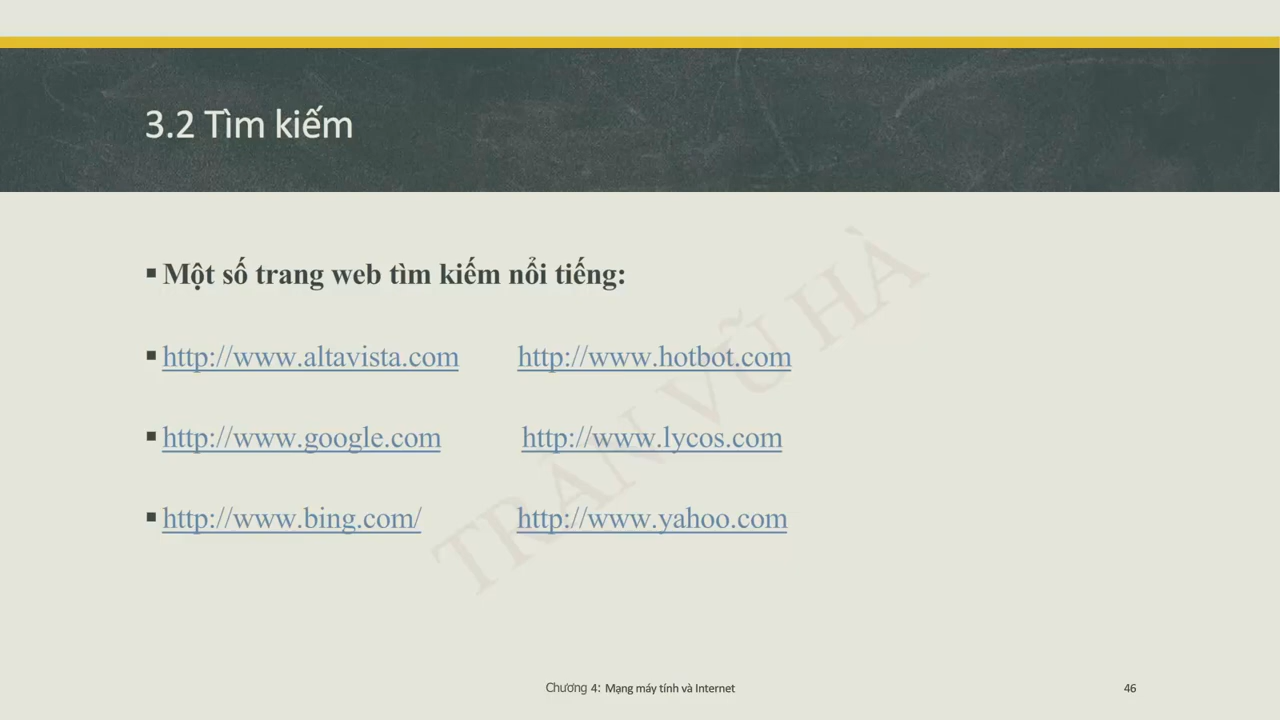 3.2 Tìm kiếm
▪ Một số trang web tìm kiếm nổi tiếng:
▪ http://www.altavista.com http://www.hotbot.com
▪ http://www.google.com http://www.lycos.com
▪ http://www.bing.com/ http://www.yahoo.com
TRẦN VŨ HÀ
Chương 4: Mạng máy tính và Internet 46